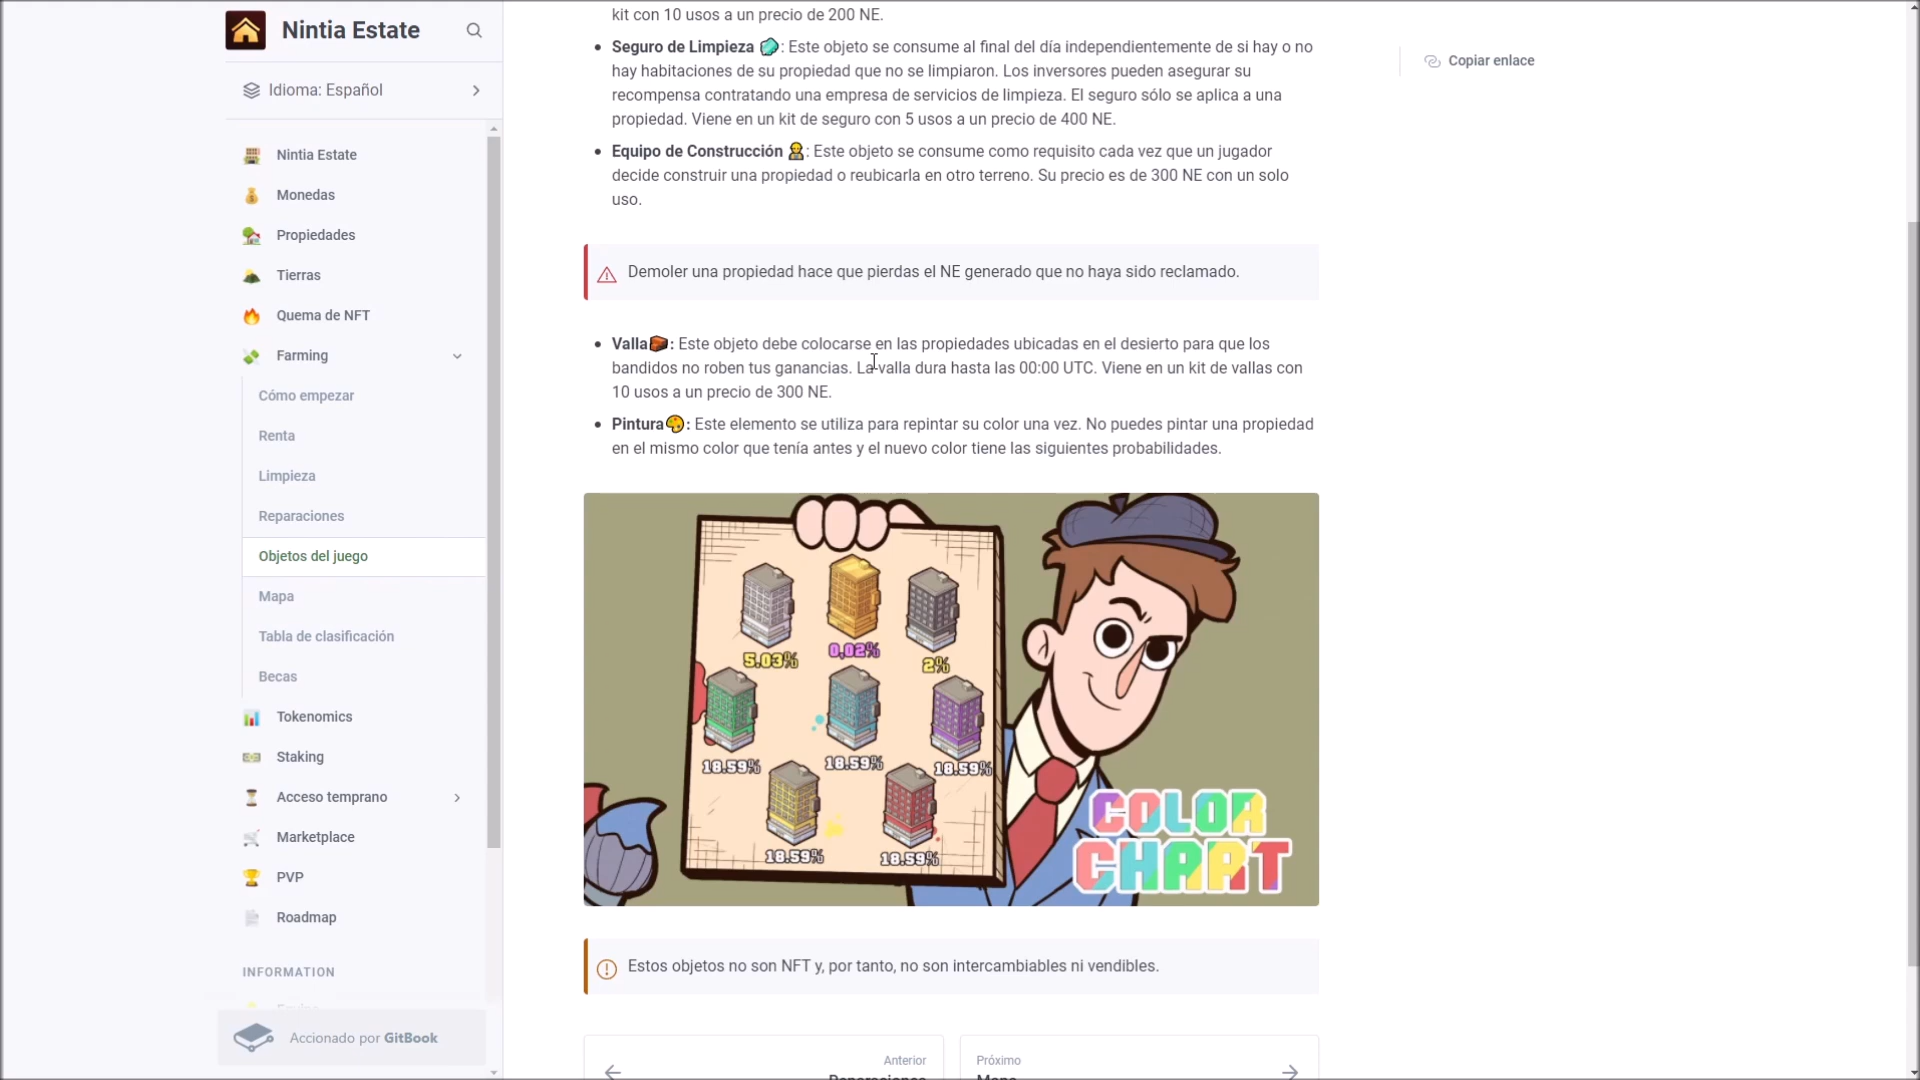 Nintia Estate
Idioma: Español
Nintia Estate
Monedas
Propiedades
Tierras
Quema de NFT
Farming
Cómo empezar
Renta
Limpieza
Reparaciones
Objetos del juego
Mapa
Tabla de clasificación
Becas
Tokenomics
Staking
Acceso temprano
Marketplace
PVP
Roadmap
INFORMATION
Accionado por GitBook
kit con 10 usos a un precio de 200 NE.
Seguro de Limpieza : Este objeto se consume al final del día independientemente de si hay o no
hay habitaciones de su propiedad que no se limpiaron. Los inversores pueden asegurar su
recompensa contratando una empresa de servicios de limpieza. El seguro sólo se aplica a una
propiedad. Viene en un kit de seguro con 5 usos a un precio de 400 NE.
Equipo de Construcción : Este objeto se consume como requisito cada vez que un jugador
decide construir una propiedad o reubicarla en otro terreno. Su precio es de 300 NE con un solo
uso.
Demoler una propiedad hace que pierdas el NE generado que no haya sido reclamado.
Valla : Este objeto debe colocarse en las propiedades ubicadas en el desierto para que los
bandidos no roben tus ganancias. La valla dura hasta las 00:00 UTC. Viene en un kit de vallas con
10 usos a un precio de 300 NE.
Pintura : Este elemento se utiliza para repintar su color una vez. No puedes pintar una propiedad
en el mismo color que tenía antes y el nuevo color tiene las siguientes probabilidades.
5.03% 0,02% 2%
18.59% 18.59% 18.59%
18.59% 18.59%
COLOR
CHART
Estos objetos no son NFT y, por tanto, no son intercambiables ni vendibles.
Anterior
Reparaciones
Próximo
Mapa
Copiar enlace